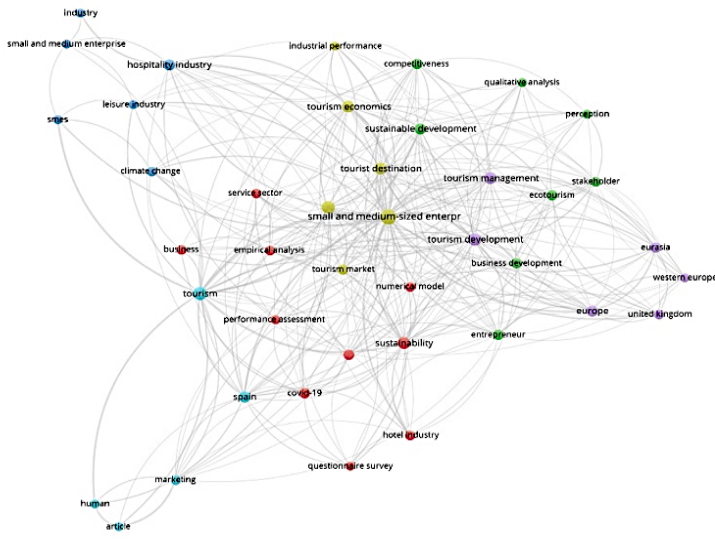 industry
small and medium enterprise
industrial performance
hospitality industry
competitiveness
qualitative analysis
leisure industry
tourism economics
smes
perception
sustainable development
climate change
tourist destination
tourism management
stakeholder
service sector
ecotourism
small and medium-sized enterpr
tourism development
business
empirical analysis
eurasia
business development
tourism market
western europe
numerical model
tourism
europe
united kingdom
performance assessment
entrepreneur
sustainability
spain
covid-19
hotel industry
questionnaire survey
marketing
human
article